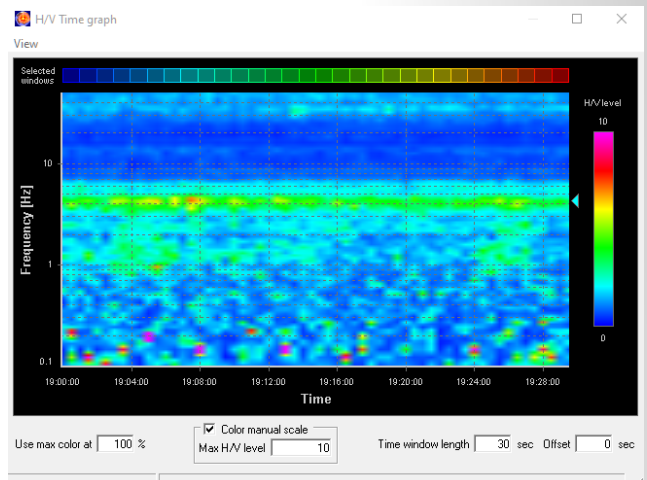 H/V Time graph
View
Selected
windows
H/V level
10
0
Frequency [Hz]
10
1
0.1
19:00:00 19:04:00 19:08:00 19:12:00 19:16:00 19:20:00 19:24:00 19:28:00
Time
Use max color at 100 %
Color manual scale
Max H/V level 10
Time window length 30 sec Offset 0 sec